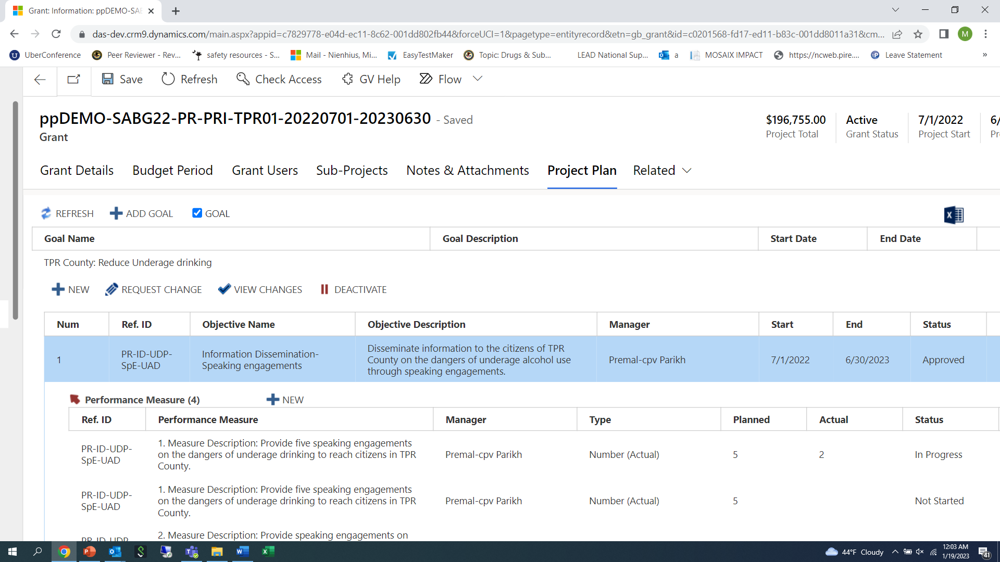 Grant: Information: ppDEMO-SAB
das-dev.crm9.dynamics.com/main.aspx?appid=c7829778-e04d-ec11-8c62-001dd802fb44&forceUCI=1&pagetype=entityrecord&etn=gb_grant&id=c0201568-fd17-ed11-b83c-001dd8011a31&cm...
M
UberConference
Peer Reviewer - Rev...
safety resources - S...
Mail - Nienhius, Mi...
EasyTestMaker
Topic: Drugs & Sub...
LEAD National Sup...
a
MOSAIX IMPACT
https://ncweb.pire....
Leave Statement
»
Save
Refresh
Check Access
GV Help
Flow
ppDEMO-SABG22-PR-PRI-TPR01-20220701-20230630 - Saved
Grant
$196,755.00
Project Total
Active
Grant Status
7/1/2022
Project Start
6/
Pr
Grant Details
Budget Period
Grant Users
Sub-Projects
Notes & Attachments
Project Plan
Related
REFRESH
ADD GOAL
GOAL
Goal Name
Goal Description
Start Date
End Date
TPR County: Reduce Underage drinking
NEW
REQUEST CHANGE
VIEW CHANGES
DEACTIVATE
Num
Ref. ID
Objective Name
Objective Description
Manager
Start
End
Status
1
PR-ID-UDP-
SpE-UAD
Information Dissemination-
Speaking engagements
Disseminate information to the citizens of TPR
County on the dangers of underage alcohol use
through speaking engagements.
Premal-cpv Parikh
7/1/2022
6/30/2023
Approved
Performance Measure (4)
NEW
Ref. ID
Performance Measure
Manager
Type
Planned
Actual
Status
PR-ID-UDP-
SpE-UAD
1. Measure Description: Provide five speaking engagements
on the dangers of underage drinking to reach citizens in TPR
County.
Premal-cpv Parikh
Number (Actual)
5
2
In Progress
PR-ID-UDP-
SpE-UAD
1. Measure Description: Provide five speaking engagements
on the dangers of underage drinking to reach citizens in TPR
County.
Premal-cpv Parikh
Number (Actual)
5
Not Started
PR-ID-UDP-
2. Measure Description: Provide speaking engagements on
44°F Cloudy
12:03 AM
1/19/2023
41